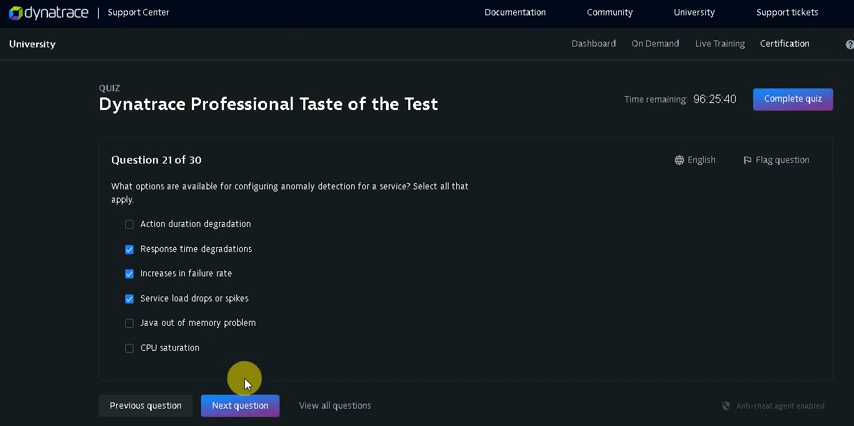 dynatrace | Support Center
Documentation Community University Support tickets
University
Dashboard On Demand Live Training Certification
QUIZ
Dynatrace Professional Taste of the Test
Time remaining: 96:25:40 Complete quiz
Question 21 of 30
English Flag question
What options are available for configuring anomaly detection for a service? Select all that
apply.
Action duration degradation
Response time degradations
Increases in failure rate
Service load drops or spikes
Java out of memory problem
CPU saturation
Previous question Next question View all questions
Anti-cheat agent enabled